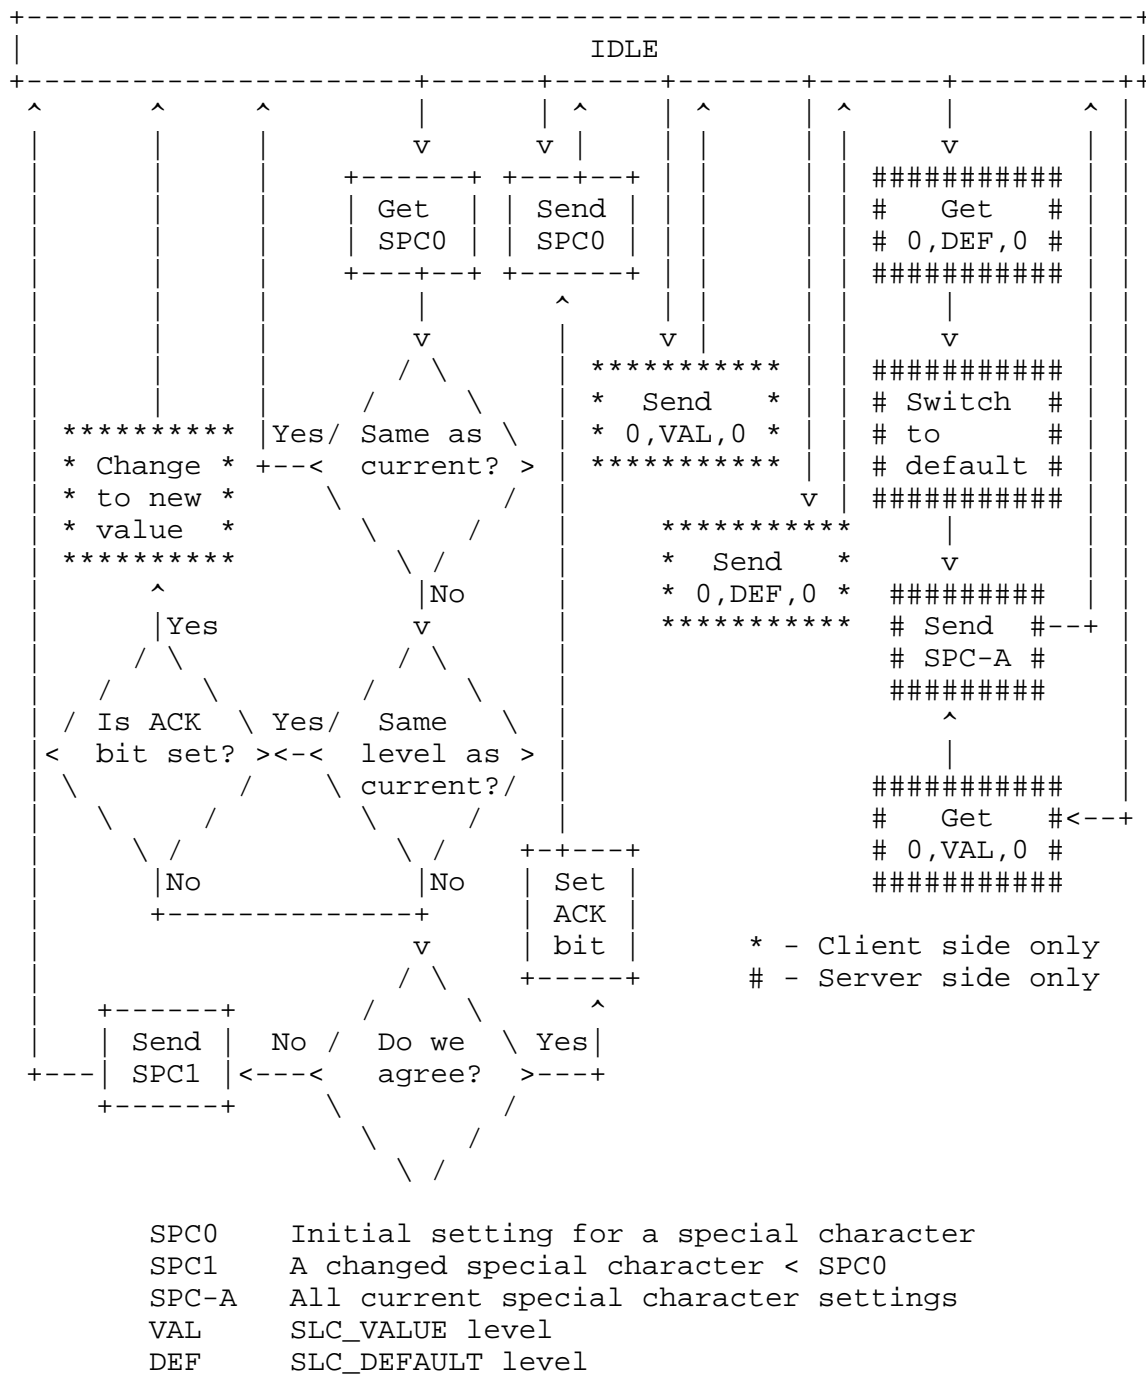 IDLE
Get
SPC0
Send
SPC0
Get
0,DEF,0
Send
0,VAL,0
Switch
to
default
Yes
Same as
current?
Change
to new
value
Send
0,DEF,0
No
Yes
Send
SPC-A
Is ACK
bit set?
Yes
Same
level as
current?
Get
0,VAL,0
No
No
Set
ACK
bit
* - Client side only
# - Server side only
Send
SPC1
No
Do we
agree?
Yes
SPC0 Initial setting for a special character
SPC1 A changed special character < SPC0
SPC-A All current special character settings
VAL SLC_VALUE level
DEF SLC_DEFAULT level